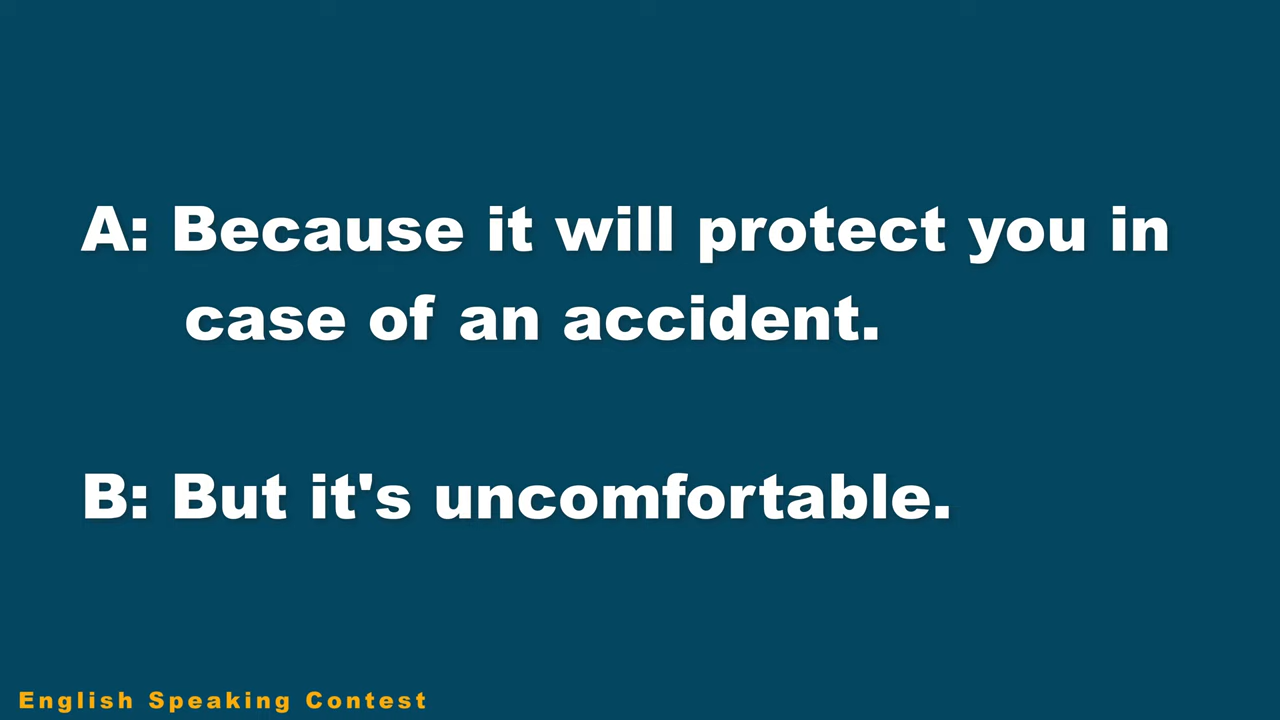 A: Because it will protect you in
case of an accident.
B: But it's uncomfortable.
English Speaking Contest